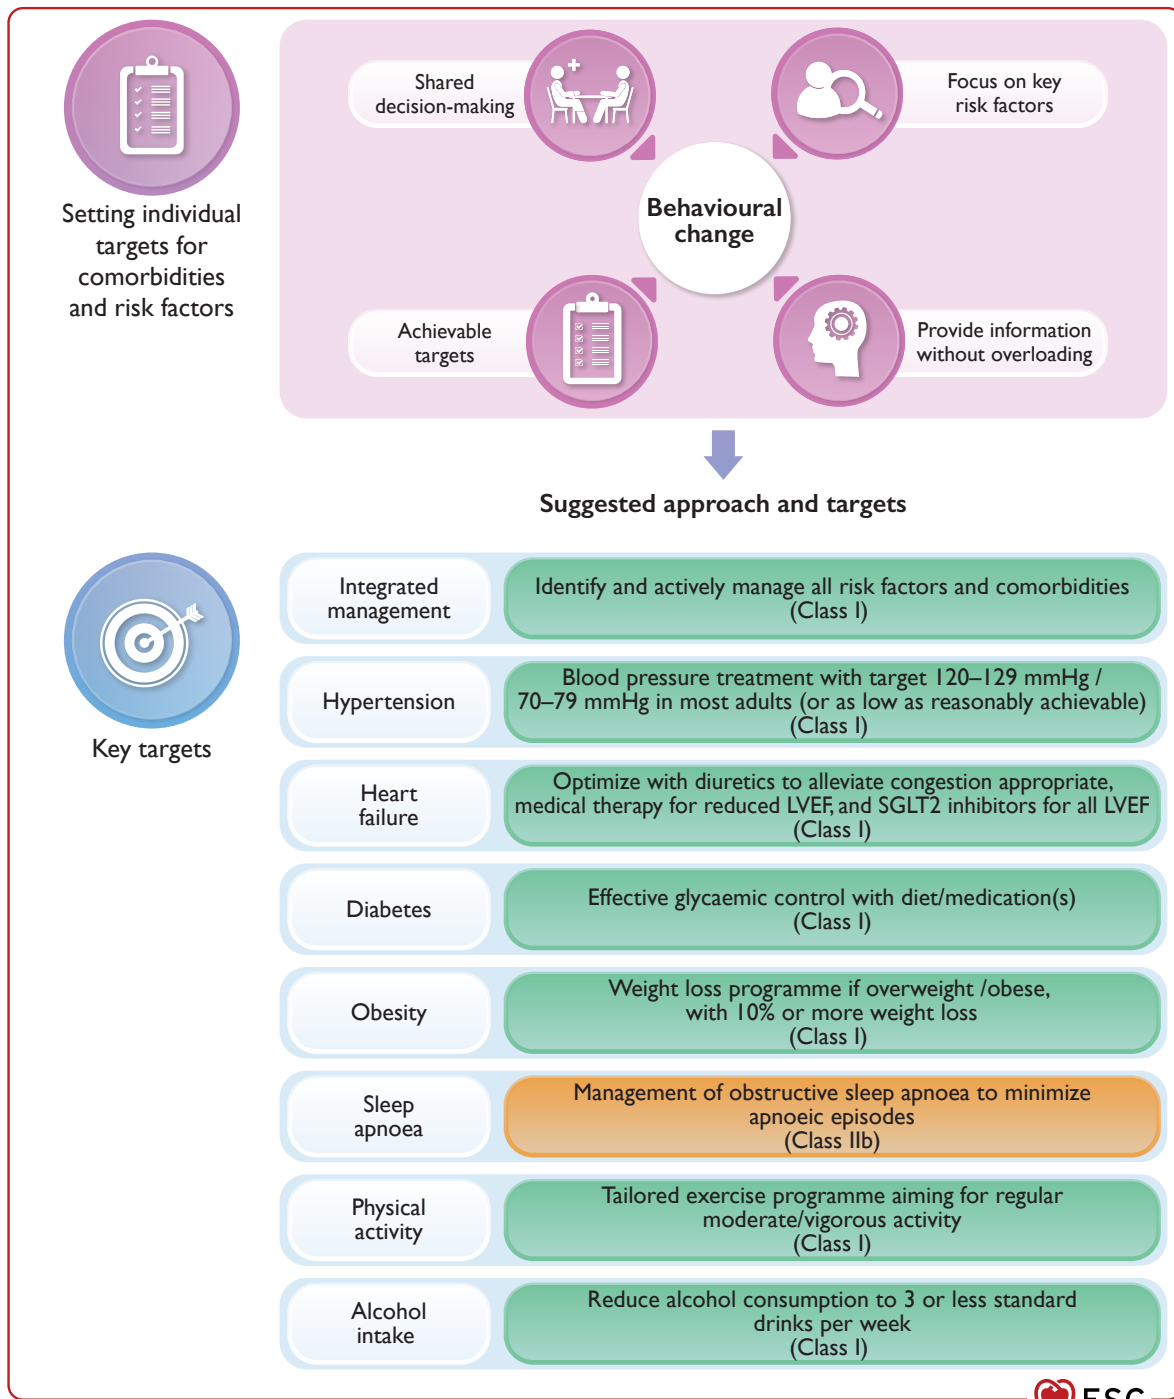 Setting individual
targets for
comorbidities
and risk factors
Shared
decision-making
Focus on key
risk factors
Behavioural
change
Achievable
targets
Provide information
without overloading
Suggested approach and targets
Key targets
Integrated
management
Identify and actively manage all risk factors and comorbidities
(Class I)
Hypertension
Blood pressure treatment with target 120–129 mmHg /
70–79 mmHg in most adults (or as low as reasonably achievable)
(Class I)
Heart
failure
Optimize with diuretics to alleviate congestion appropriate,
medical therapy for reduced LVEF, and SGLT2 inhibitors for all LVEF
(Class I)
Diabetes
Effective glycaemic control with diet/medication(s)
(Class I)
Obesity
Weight loss programme if overweight /obese,
with 10% or more weight loss
(Class I)
Sleep
apnoea
Management of obstructive sleep apnoea to minimize
apnoeic episodes
(Class IIb)
Physical
activity
Tailored exercise programme aiming for regular
moderate/vigorous activity
(Class I)
Alcohol
intake
Reduce alcohol consumption to 3 or less standard
drinks per week
(Class I)
ESC